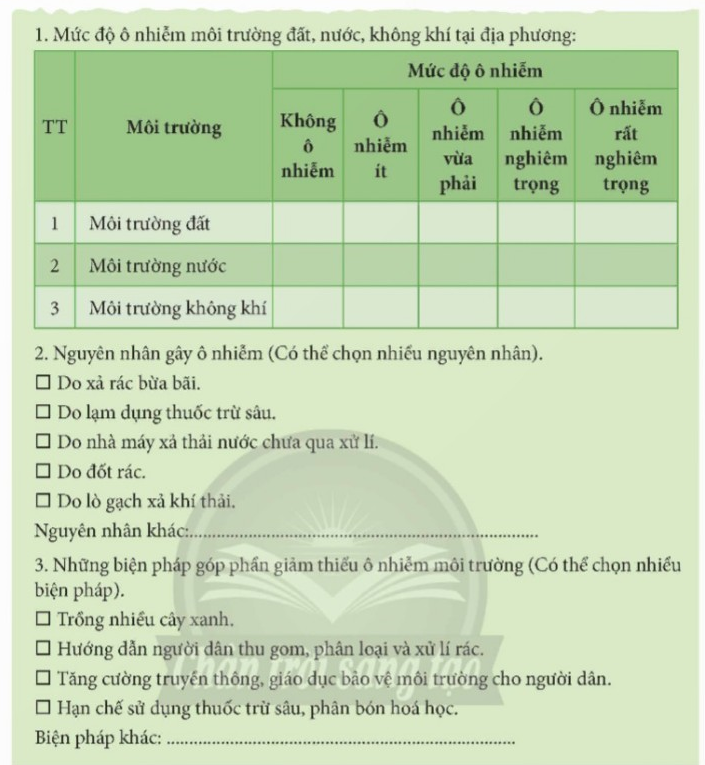 1. Mức độ ô nhiễm môi trường đất, nước, không khí tại địa phương:
TT
Môi trường
Mức độ ô nhiễm
Không
ô
nhiễm
Ô
nhiễm
ít
Ô
nhiễm
vừa
phải
Ô
nhiễm
nghiêm
trọng
Ô nhiễm
rất
nghiêm
trọng
1 Môi trường đất
2 Môi trường nước
3 Môi trường không khí
2. Nguyên nhân gây ô nhiễm (Có thể chọn nhiều nguyên nhân).
☐ Do xả rác bừa bãi.
☐ Do lạm dụng thuốc trừ sâu.
☐ Do nhà máy xả thải nước chưa qua xử lí.
☐ Do đốt rác.
☐ Do lò gạch xả khí thải.
Nguyên nhân khác:............................................................
3. Những biện pháp góp phần giảm thiểu ô nhiễm môi trường (Có thể chọn nhiều
biện pháp).
☐ Trồng nhiều cây xanh.
☐ Hướng dẫn người dân thu gom, phân loại và xử lí rác.
☐ Tăng cường truyền thông, giáo dục bảo vệ môi trường cho người dân.
☐ Hạn chế sử dụng thuốc trừ sâu, phân bón hoá học.
Biện pháp khác: ............................................................
Chân trời sáng tạo